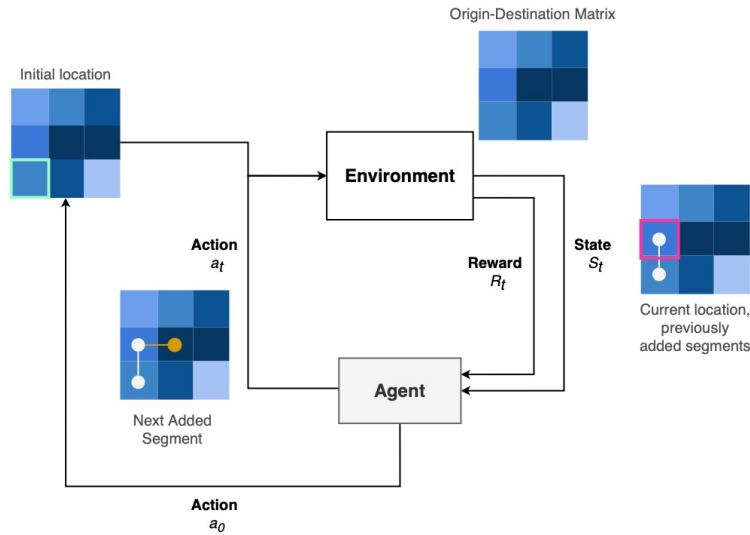 Origin-Destination Matrix
Initial location
Environment
Action
a_t
Reward
R_t
State
S_t
Current location,
previously
added segments
Agent
Next Added
Segment
Action
a_0